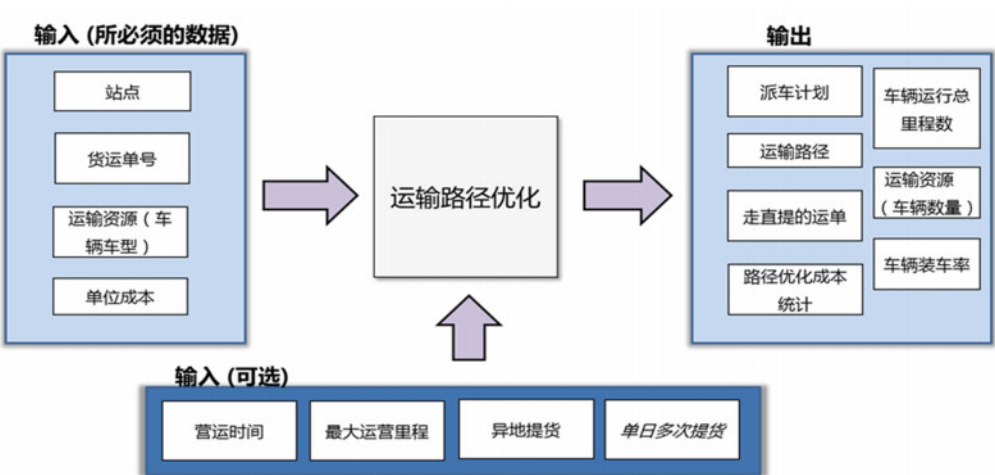 输入 (所必须的数据)
站点
货运单号
运输资源（车
辆车型）
单位成本
运输路径优化
输出
派车计划
运输路径
走直提的运单
路径优化成本
统计
车辆运行总
里程数
运输资源
（车辆数量）
车辆装车率
输入 (可选)
营运时间
最大运营里程
异地提货
单日多次提货